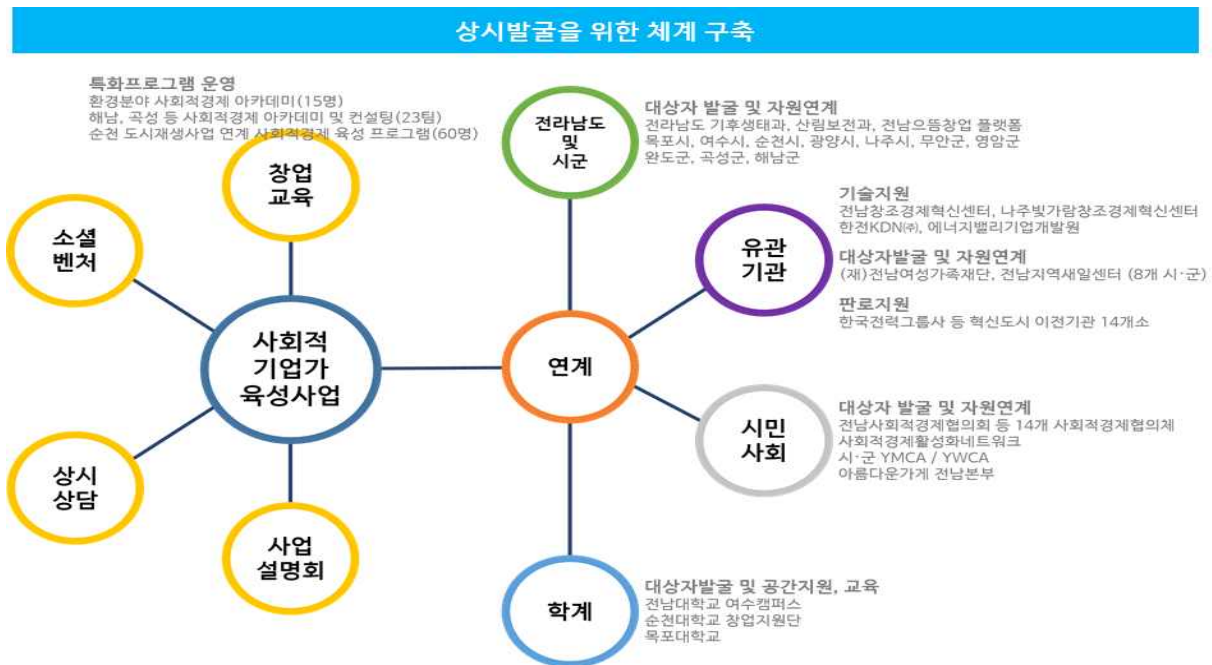 상시발굴을 위한 체계 구축
특화프로그램 운영
환경분야 사회적경제 아카데미(15명)
해남, 곡성 등 사회적경제 아카데미 및 컨설팅(23팀)
순천 도시재생사업 연계 사회적경제 육성 프로그램(60명)
창업
교육
소셜
벤처
사회적
기업가
육성사업
상시
상담
사업
설명회
연계
전라남도
및
시군
대상자 발굴 및 자원연계
전라남도 기후생태과, 산림보전과, 전남으뜸창업 플랫폼
목포시, 여수시, 순천시, 광양시, 나주시, 무안군, 영암군
완도군, 곡성군, 해남군
유관
기관
기술지원
전남창조경제혁신센터, 나주빛가람창조경제혁신센터
한전KDN㈜, 에너지밸리기업개발원
대상자발굴 및 자원연계
(재)전남여성가족재단, 전남지역새일센터 (8개 시·군)
판로지원
한국전력그룹사 등 혁신도시 이전기관 14개소
시민
사회
대상자 발굴 및 자원연계
전남사회적경제협의회 등 14개 사회적경제협의체
사회적경제활성화네트워크
시·군 YMCA / YWCA
아름다운가게 전남본부
학계
대상자발굴 및 공간지원, 교육
전남대학교 여수캠퍼스
순천대학교 창업지원단
목포대학교